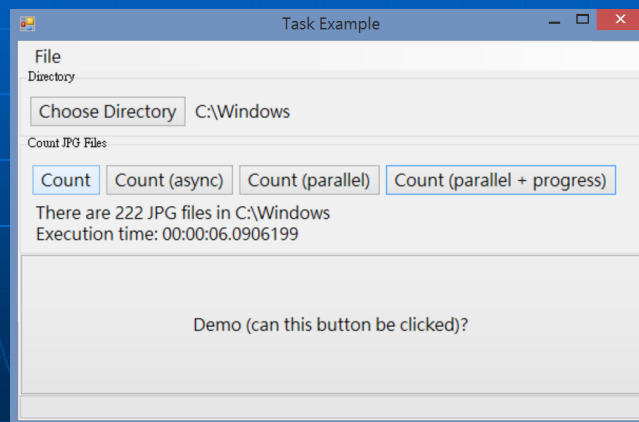 Task Example
File
Directory
Choose Directory C:\Windows
Count JPG Files
Count Count (async) Count (parallel) Count (parallel + progress)
There are 222 JPG files in C:\Windows
Execution time: 00:00:06.0906199
Demo (can this button be clicked)?